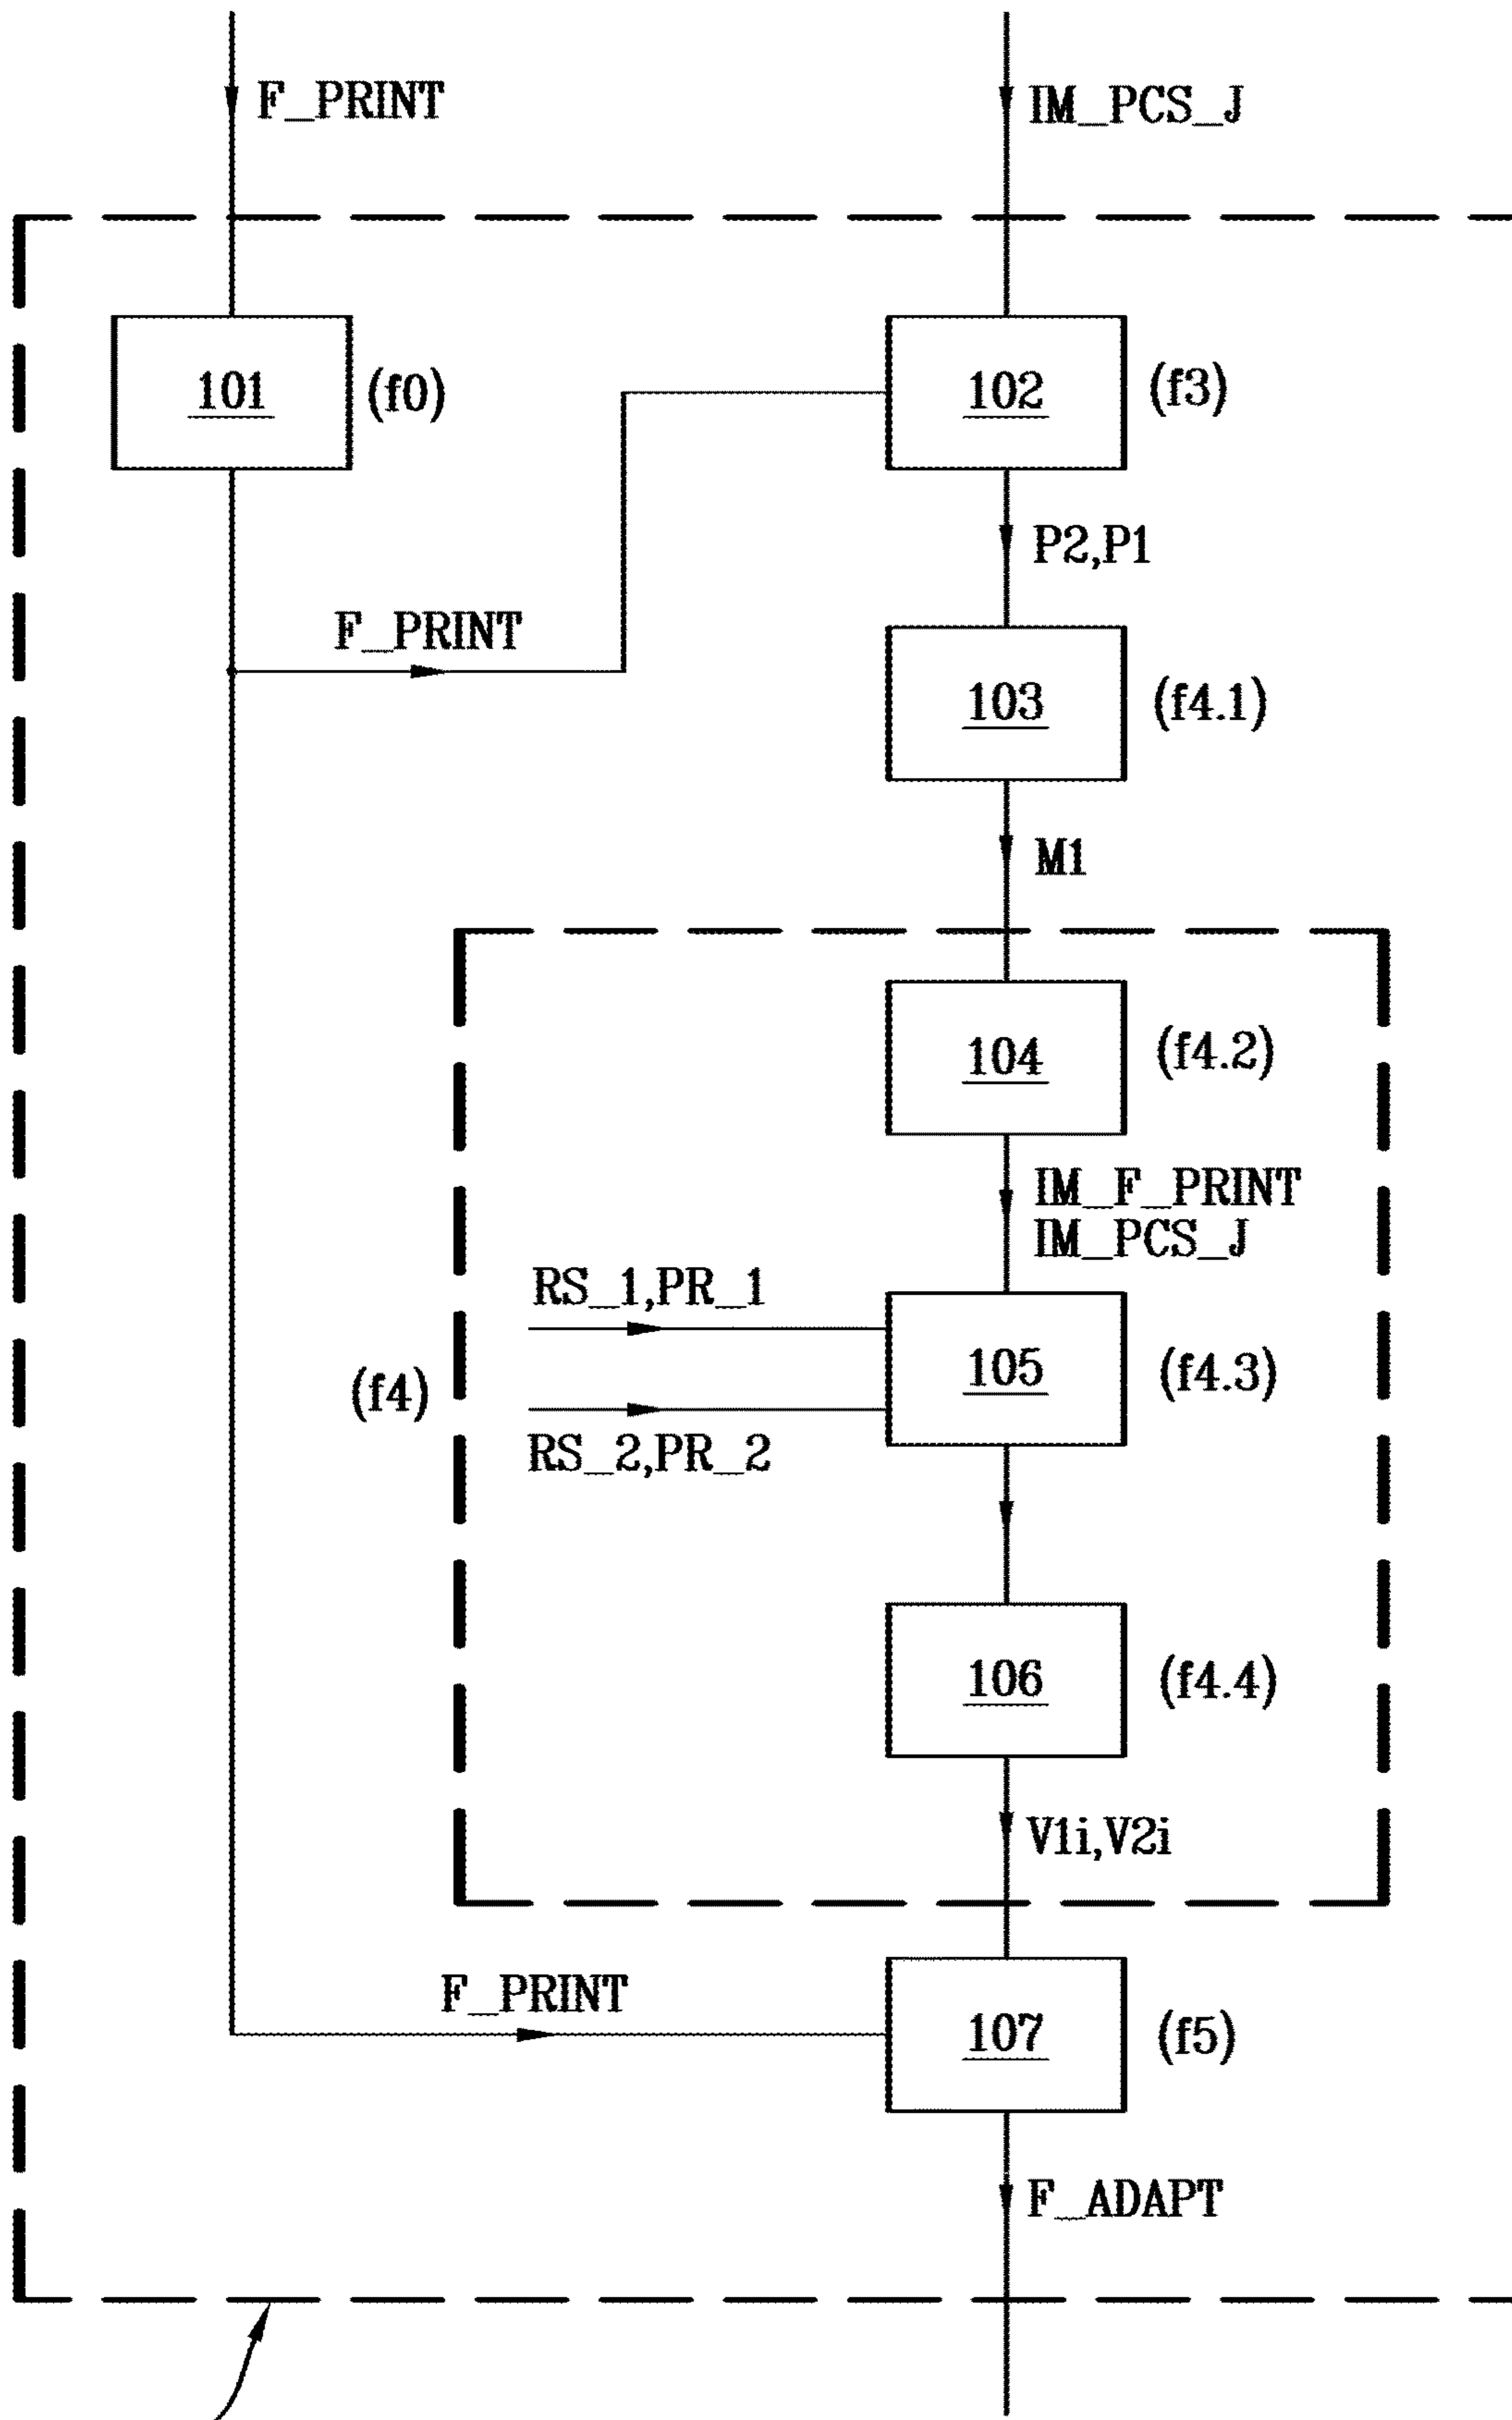 F_PRINT
IM_PCS_J
101
(f0)
102
(f3)
P2,P1
F_PRINT
103
(f4.1)
M1
104
(f4.2)
IM_F_PRINT
IM_PCS_J
RS_1,PR_1
105
(f4.3)
(f4)
RS_2,PR_2
106
(f4.4)
V1i,V2i
F_PRINT
107
(f5)
F_ADAPT